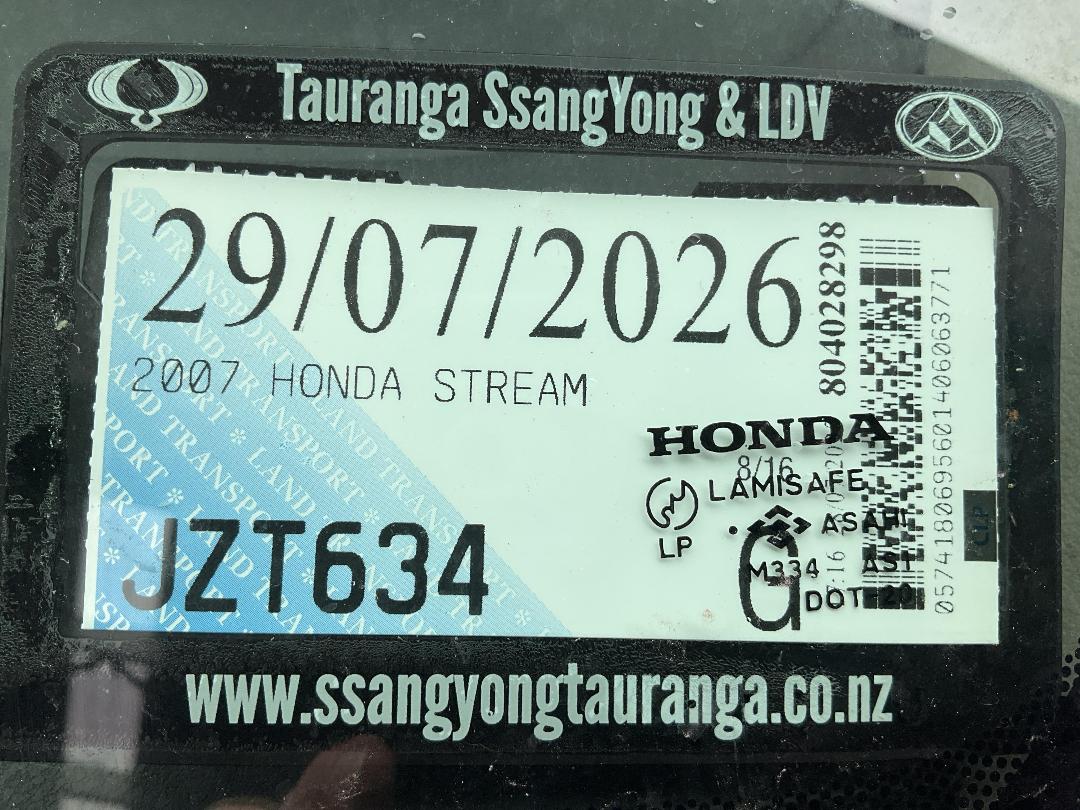 Tauranga SsangYong & LDV
29/07/2026
2007 HONDA STREAM
JZT634
804028298
HONDA
8/16
LAMISAFE
LP
ASAHI
G
M334 AS1
DOT-20
CLP
www.ssangyongtauranga.co.nz